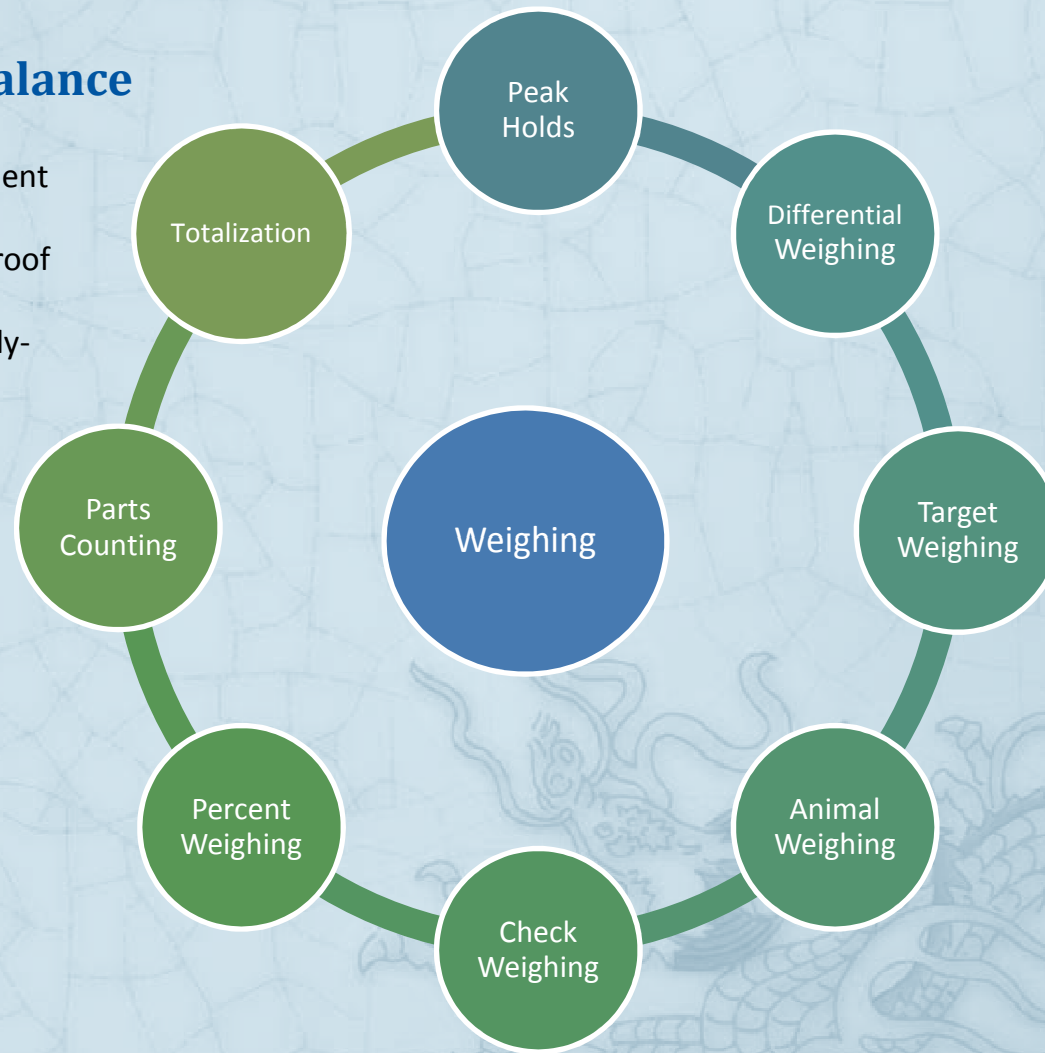 alance
ent
roof
ly-
Peak
Holds
Differential
Weighing
Target
Weighing
Animal
Weighing
Check
Weighing
Percent
Weighing
Parts
Counting
Totalization
Weighing